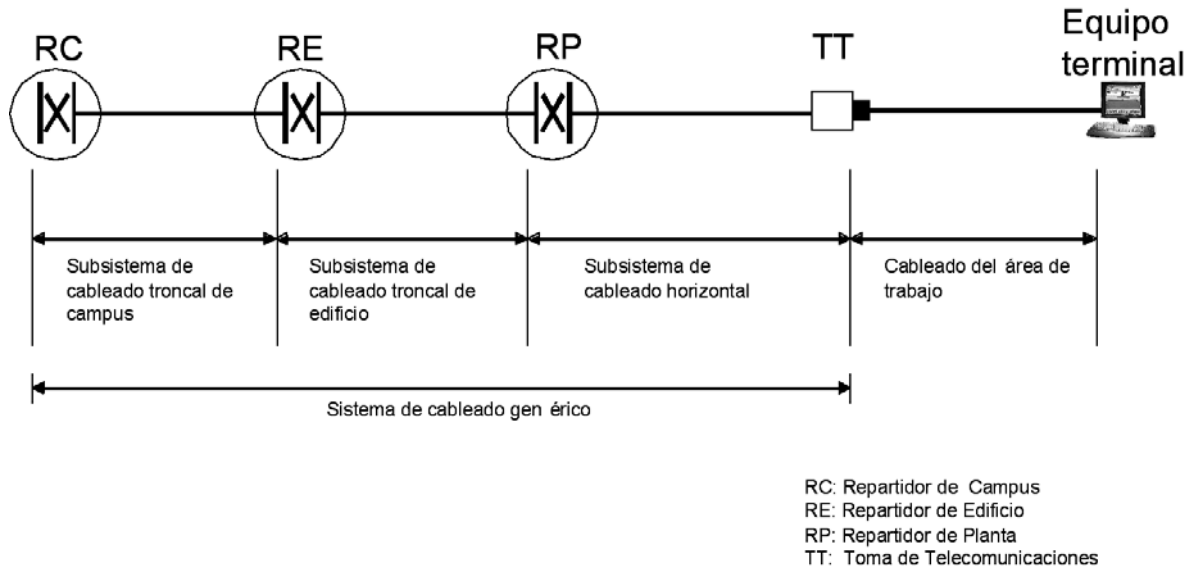 RC
RE
RP
TT
Equipo
terminal
Subsistema de
cableado troncal de
campus
Subsistema de
cableado troncal de
edificio
Subsistema de
cableado horizontal
Cableado del área de
trabajo
Sistema de cableado gen érico
RC: Repartidor de Campus
RE: Repartidor de Edificio
RP: Repartidor de Planta
TT: Toma de Telecomunicaciones